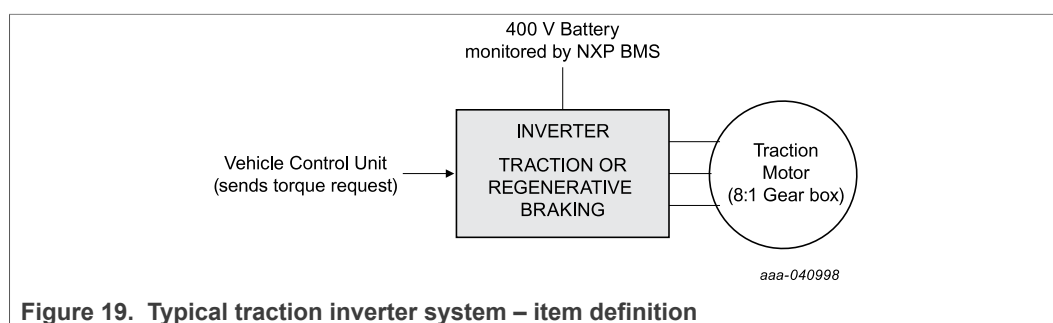 400 V Battery
monitored by NXP BMS
INVERTER
TRACTION OR
REGENERATIVE
BRAKING
Vehicle Control Unit
(sends torque request)
Traction
Motor
(8:1 Gear box)
aaa-040998
Figure 19. Typical traction inverter system – item definition